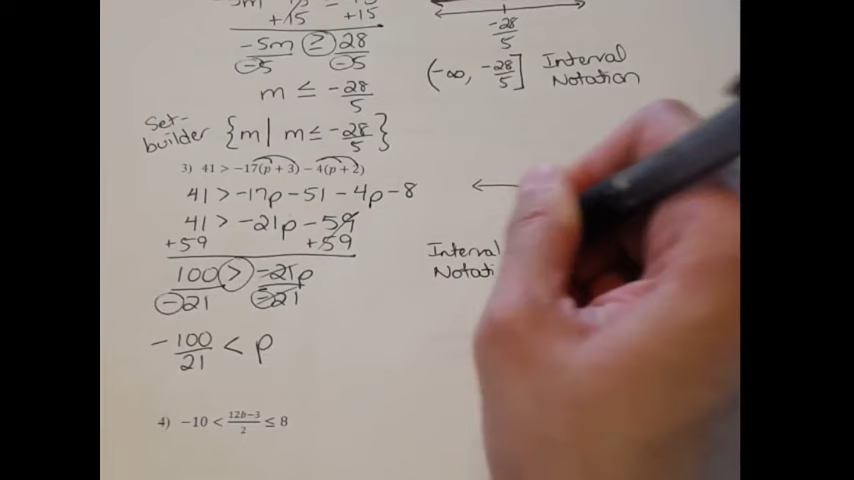 +15 +15
-28/5
-5m ≥ 28
-5 -5
(-∞, -28/5] Interval Notation
m ≤ -28/5
Set-builder {m | m ≤ -28/5}
3) 41 > -17(p + 3) - 4(p + 2)
41 > -17p - 51 - 4p - 8
41 > -21p - 59
+59 +59
Interval
100 > -21p
-21 -21
-100/21 < p
4) -10 < (12b-3)/2 ≤ 8